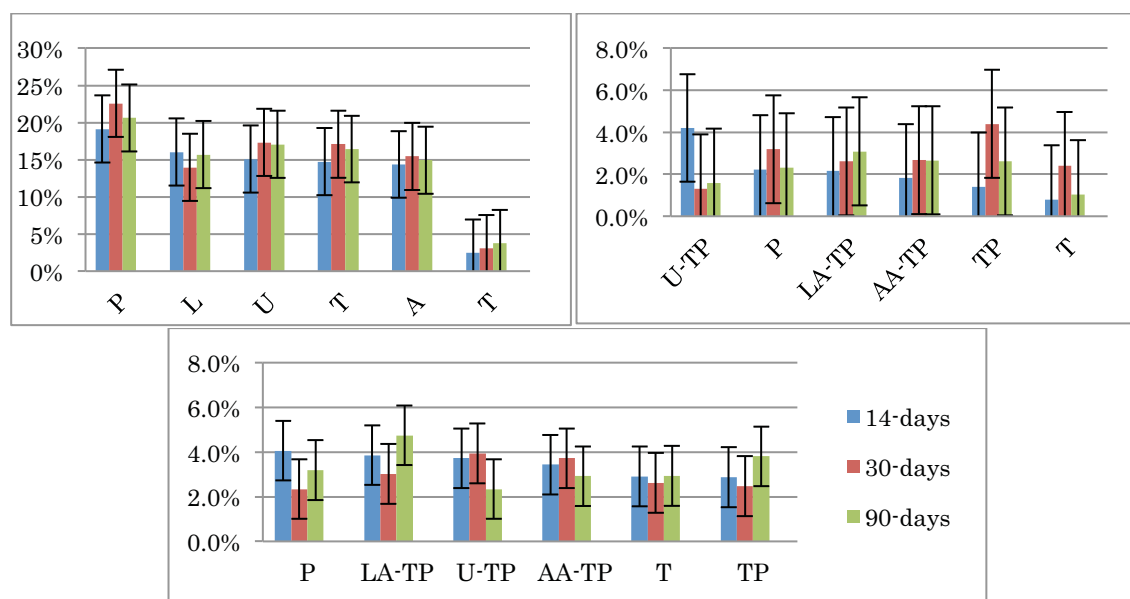 30%
25%
20%
15%
10%
5%
0%
P L U T A T
8.0%
6.0%
4.0%
2.0%
0.0%
U-TP P LA-TP AA-TP TP T
8.0%
6.0%
4.0%
2.0%
0.0%
P LA-TP U-TP AA-TP T TP
14-days
30-days
90-days